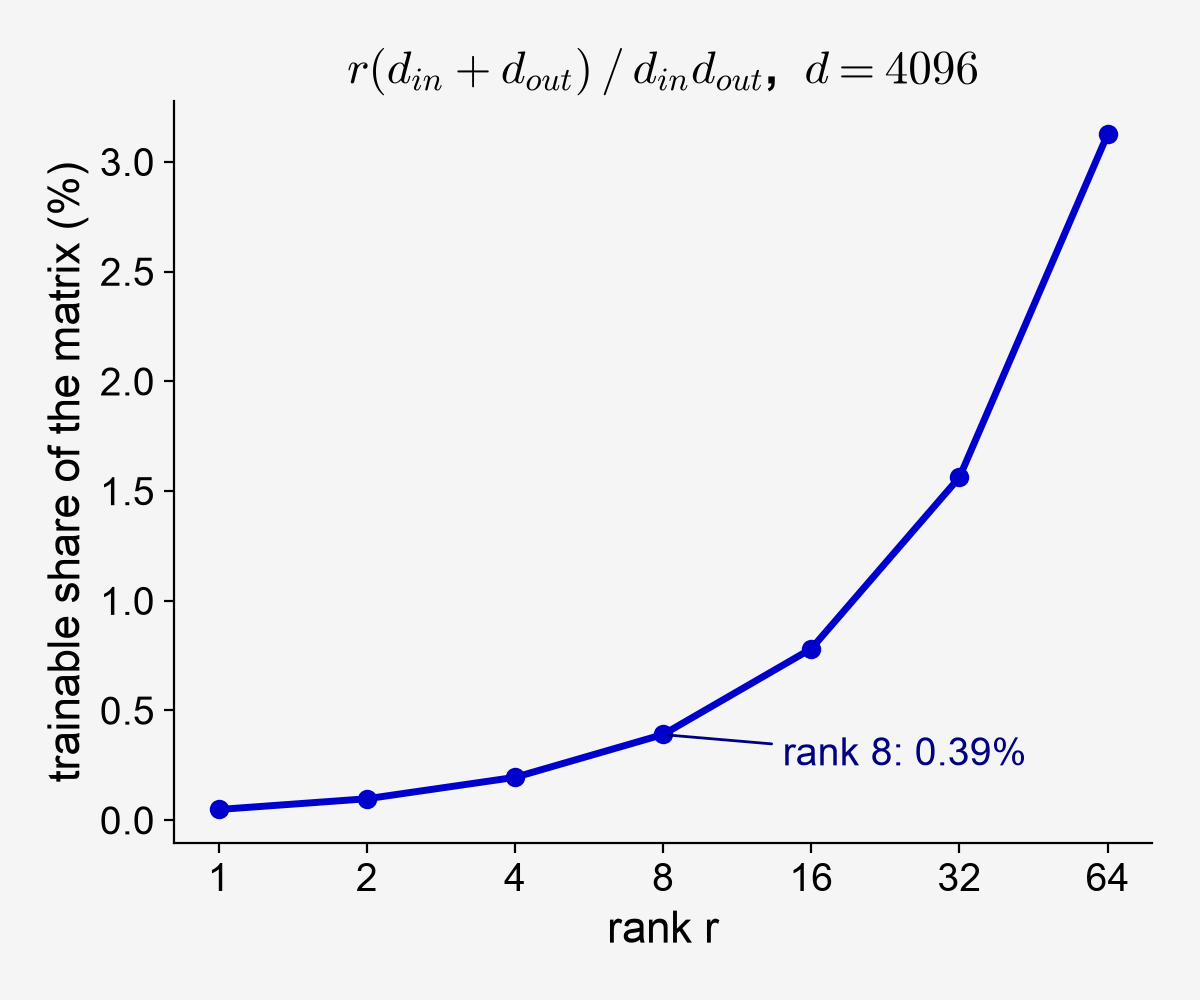 r(d_in + d_out) / d_in d_out, d = 4096
trainable share of the matrix (%)
3.0
2.5
2.0
1.5
1.0
0.5
0.0
rank 8: 0.39%
1 2 4 8 16 32 64
rank r